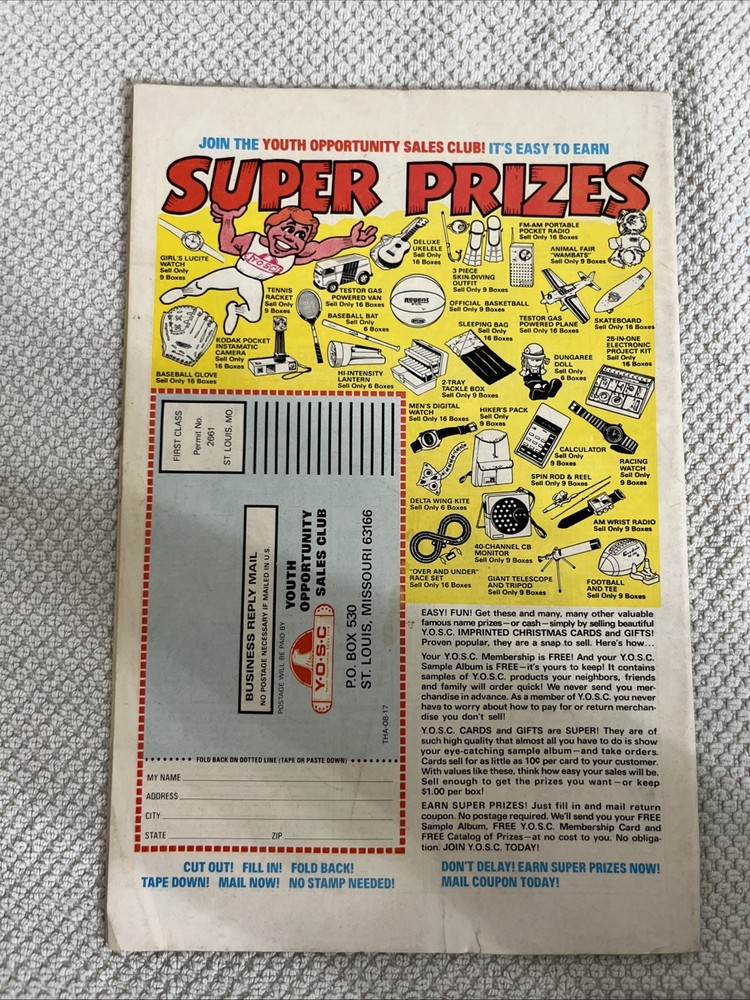 JOIN THE YOUTH OPPORTUNITY SALES CLUB! IT'S EASY TO EARN
SUPER PRIZES
GIRL'S LUCITE
WATCH
Sell Only
9 Boxes
Y.O.S.C.
TESTOR GAS
POWERED VAN
Sell Only 16 Boxes
DELUXE
UKELELE
Sell Only
16 Boxes
3 PIECE
SKIN-DIVING
OUTFIT
Sell Only 9 Boxes
FM-AM PORTABLE
POCKET RADIO
Sell Only 16 Boxes
ANIMAL FAIR
"WAMBATS"
Sell Only 9 Boxes
TENNIS
RACKET
Sell Only
9 Boxes
BASEBALL BAT
Sell Only
6 Boxes
Regent
OFFICIAL BASKETBALL
Sell Only 9 Boxes
TESTOR GAS
POWERED PLANE
Sell Only 16 Boxes
SKATEBOARD
Sell Only 16 Boxes
BASEBALL GLOVE
Sell Only 16 Boxes
KODAK POCKET
INSTAMATIC
CAMERA
Sell Only
16 Boxes
HI-INTENSITY
LANTERN
Sell Only 6 Boxes
SLEEPING BAG
Sell Only
16 Boxes
2-TRAY
TACKLE BOX
Sell Only 9 Boxes
DUNGAREE
DOLL
Sell Only
6 Boxes
25-IN-ONE
ELECTRONIC
PROJECT KIT
Sell Only
16 Boxes
MEN'S DIGITAL
WATCH
Sell Only 16 Boxes
HIKER'S PACK
Sell Only
9 Boxes
CALCULATOR
Sell Only
9 Boxes
RACING
WATCH
Sell Only
9 Boxes
DELTA WING KITE
Sell Only 6 Boxes
SPIN ROD & REEL
Sell Only 9 Boxes
AM WRIST RADIO
Sell Only 9 Boxes
"OVER AND UNDER"
RACE SET
Sell Only 16 Boxes
40-CHANNEL CB
MONITOR
Sell Only 9 Boxes
GIANT TELESCOPE
AND TRIPOD
Sell Only 9 Boxes
FOOTBALL
AND TEE
Sell Only 9 Boxes
FIRST CLASS
Permit No.
2661
ST. LOUIS, MO.
BUSINESS REPLY MAIL
NO POSTAGE NECESSARY IF MAILED IN U.S.
POSTAGE WILL BE PAID BY
Y·O·S·C
YOUTH
OPPORTUNITY
SALES CLUB
P.O. BOX 530
ST. LOUIS, MISSOURI 63166
THA-08-17
FOLD BACK ON DOTTED LINE (TAPE OR PASTE DOWN)
MY NAME
ADDRESS
CITY
STATE ZIP
CUT OUT! FILL IN! FOLD BACK!
TAPE DOWN! MAIL NOW! NO STAMP NEEDED!
EASY! FUN! Get these and many, many other valuable
famous name prizes—or cash—simply by selling beautiful
Y.O.S.C. IMPRINTED CHRISTMAS CARDS and GIFTS!
Proven popular, they are a snap to sell. Here's how...
Your Y.O.S.C. Membership is FREE! And your Y.O.S.C.
Sample Album is FREE—it's yours to keep! It contains
samples of Y.O.S.C. products your neighbors, friends
and family will order quick! We never send you mer-
chandise in advance. As a member of Y.O.S.C. you never
have to worry about how to pay for or return merchan-
dise you don't sell!
Y.O.S.C. CARDS and GIFTS are SUPER! They are of
such high quality that almost all you have to do is show
your eye-catching sample album—and take orders.
Cards sell for as little as 10¢ per card to your customer.
With values like these, think how easy your sales will be.
Sell enough to get the prizes you want—or keep
$1.00 per box!
EARN SUPER PRIZES! Just fill in and mail return
coupon. No postage required. We'll send you your FREE
Sample Album, FREE Y.O.S.C. Membership Card and
FREE Catalog of Prizes—at no cost to you. No obliga-
tion. JOIN Y.O.S.C. TODAY!
DON'T DELAY! EARN SUPER PRIZES NOW!
MAIL COUPON TODAY!